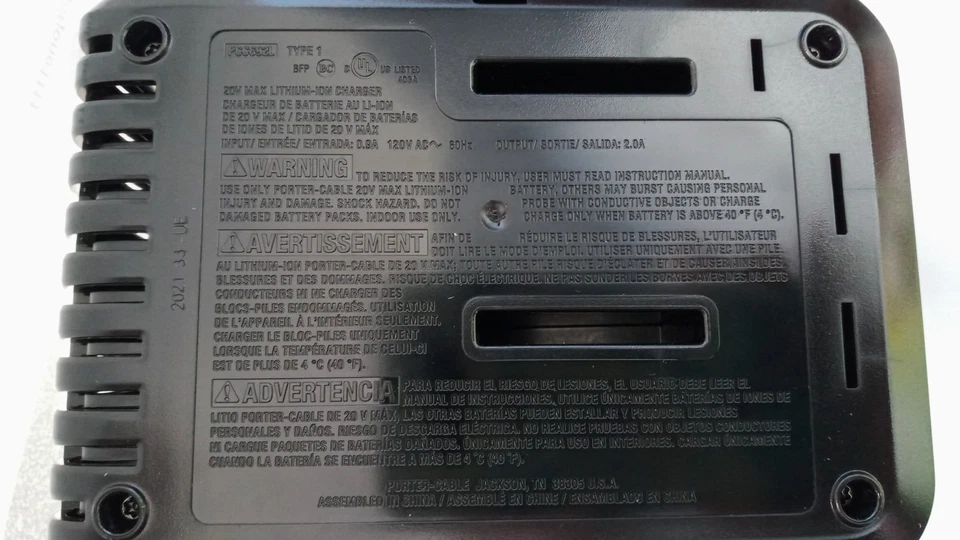 PCC692L TYPE 1
BFP BC C UL US LISTED
403A
20V MAX LITHIUM-ION CHARGER
CHARGEUR DE BATTERIE AU LI-ION
DE 20 V MAX / CARGADOR DE BATERÍAS
DE IONES DE LITIO DE 20 V MÁX
INPUT/ ENTRÉE/ ENTRADA: 0.9A 120V AC~ 60Hz OUTPUT/ SORTIE/ SALIDA: 2.0A
WARNING TO REDUCE THE RISK OF INJURY, USER MUST READ INSTRUCTION MANUAL.
USE ONLY PORTER-CABLE 20V MAX LITHIUM-ION BATTERY, OTHERS MAY BURST CAUSING PERSONAL
INJURY AND DAMAGE. SHOCK HAZARD. DO NOT PROBE WITH CONDUCTIVE OBJECTS OR CHARGE
DAMAGED BATTERY PACKS. INDOOR USE ONLY. CHARGE ONLY WHEN BATTERY IS ABOVE 40 °F (4 °C).
AVERTISSEMENT AFIN DE RÉDUIRE LE RISQUE DE BLESSURES, L'UTILISATEUR
DOIT LIRE LE MODE D'EMPLOI. UTILISER UNIQUEMENT AVEC UNE PILE
AU LITHIUM-ION PORTER-CABLE DE 20 V MAX; TOUTE AUTRE PILE RISQUE D'ÉCLATER ET DE CAUSER
BLESSURES ET DES DOMMAGES. RISQUE DE CHOC ÉLECTRIQUE. NE PAS SONDER LES BORNES AVEC DES OBJETS
CONDUCTEURS NI NE CHARGER DES
BLOCS-PILES ENDOMMAGÉS. UTILISATION
DE L'APPAREIL À L'INTÉRIEUR SEULEMENT.
CHARGER LE BLOC-PILES UNIQUEMENT
LORSQUE LA TEMPÉRATURE DE CELUI-CI
EST DE PLUS DE 4 °C (40 °F).
ADVERTENCIA PARA REDUCIR EL RIESGO DE LESIONES, EL USUARIO DEBE LEER EL
MANUAL DE INSTRUCCIONES, UTILICE ÚNICAMENTE BATERÍAS DE IONES DE
LITIO PORTER-CABLE DE 20 V MÁX, LAS OTRAS BATERÍAS PUEDEN ESTALLAR Y PRODUCIR LESIONES
PERSONALES Y DAÑOS. RIESGO DE DESCARGA ELÉCTRICA. NO REALICE PRUEBAS CON OBJETOS CONDUCTORES
NI CARGUE PAQUETES DE BATERÍAS DAÑADOS. ÚNICAMENTE PARA USO EN INTERIORES. CARGAR ÚNICAMENTE
CUANDO LA BATERÍA SE ENCUENTRE A MÁS DE 4 °C (40 °F).
PORTER-CABLE JACKSON, TN 38305 U.S.A.
ASSEMBLED IN CHINA / ASSEMBLÉ EN CHINE / ENSAMBLADO EN CHINA
2021 33 - UE